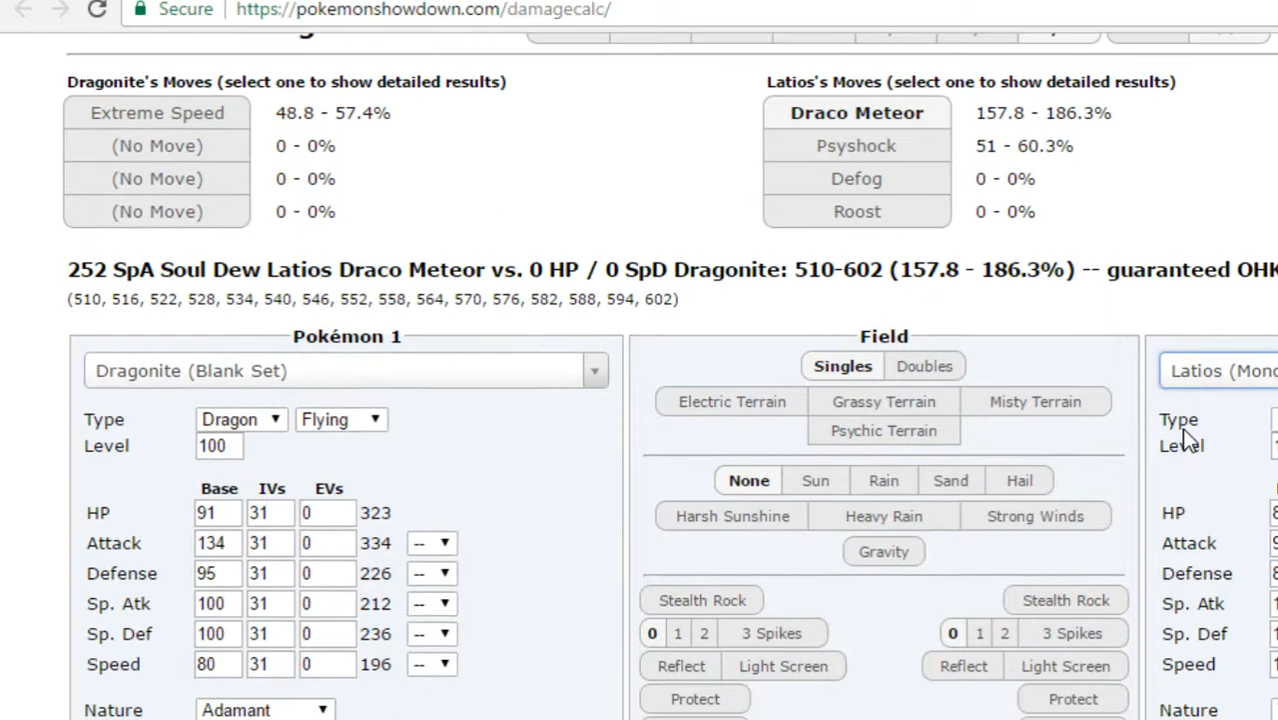 Secure https://pokemonshowdown.com/damagecalc/
Dragonite's Moves (select one to show detailed results)
Extreme Speed 48.8 - 57.4%
(No Move) 0 - 0%
(No Move) 0 - 0%
(No Move) 0 - 0%
Latios's Moves (select one to show detailed results)
Draco Meteor 157.8 - 186.3%
Psyshock 51 - 60.3%
Defog 0 - 0%
Roost 0 - 0%
252 SpA Soul Dew Latios Draco Meteor vs. 0 HP / 0 SpD Dragonite: 510-602 (157.8 - 186.3%) -- guaranteed OHK
(510, 516, 522, 528, 534, 540, 546, 552, 558, 564, 570, 576, 582, 588, 594, 602)
Pokémon 1
Dragonite (Blank Set)
Type Dragon Flying
Level 100
Base IVs EVs
HP 91 31 0 323
Attack 134 31 0 334 --
Defense 95 31 0 226 --
Sp. Atk 100 31 0 212 --
Sp. Def 100 31 0 236 --
Speed 80 31 0 196 --
Nature Adamant
Field
Singles Doubles
Electric Terrain Grassy Terrain Misty Terrain
Psychic Terrain
None Sun Rain Sand Hail
Harsh Sunshine Heavy Rain Strong Winds
Gravity
Stealth Rock Stealth Rock
0 1 2 3 Spikes 0 1 2 3 Spikes
Reflect Light Screen Reflect Light Screen
Protect Protect
Latios (Mono
Type
Level
HP
Attack
Defense
Sp. Atk
Sp. Def
Speed
Nature